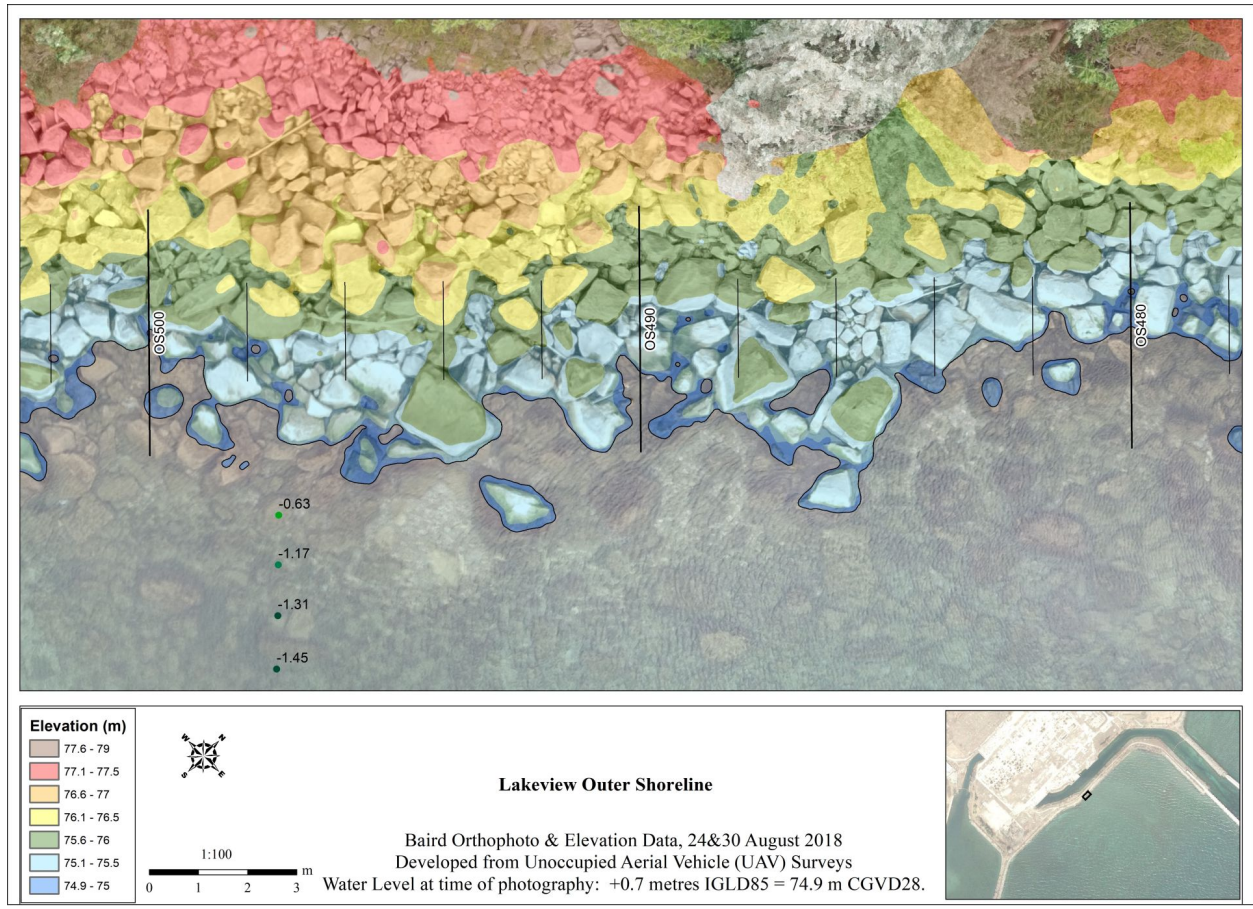 OS500
OS490
OS480
-0.63
-1.17
-1.31
-1.45
Elevation (m)
77.6 - 79
77.1 - 77.5
76.6 - 77
76.1 - 76.5
75.6 - 76
75.1 - 75.5
74.9 - 75
W N
S E
1:100
0 1 2 3 m
Lakeview Outer Shoreline
Baird Orthophoto & Elevation Data, 24&30 August 2018
Developed from Unoccupied Aerial Vehicle (UAV) Surveys
Water Level at time of photography: +0.7 metres IGLD85 = 74.9 m CGVD28.